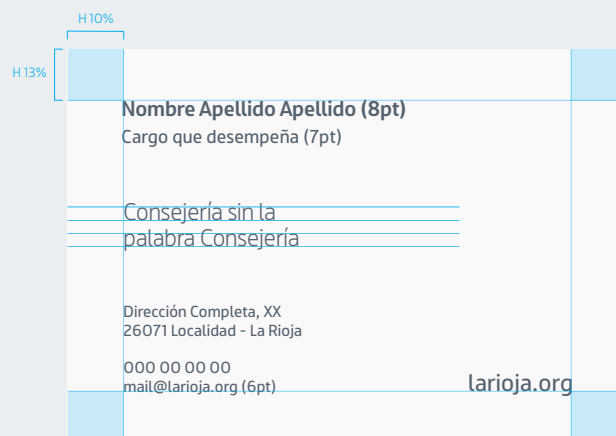 H 10%
H 13%
Nombre Apellido Apellido (8pt)
Cargo que desempeña (7pt)
Consejería sin la
palabra Consejería
Dirección Completa, XX
26071 Localidad - La Rioja
000 00 00 00
mail@larioja.org (6pt)
larioja.org